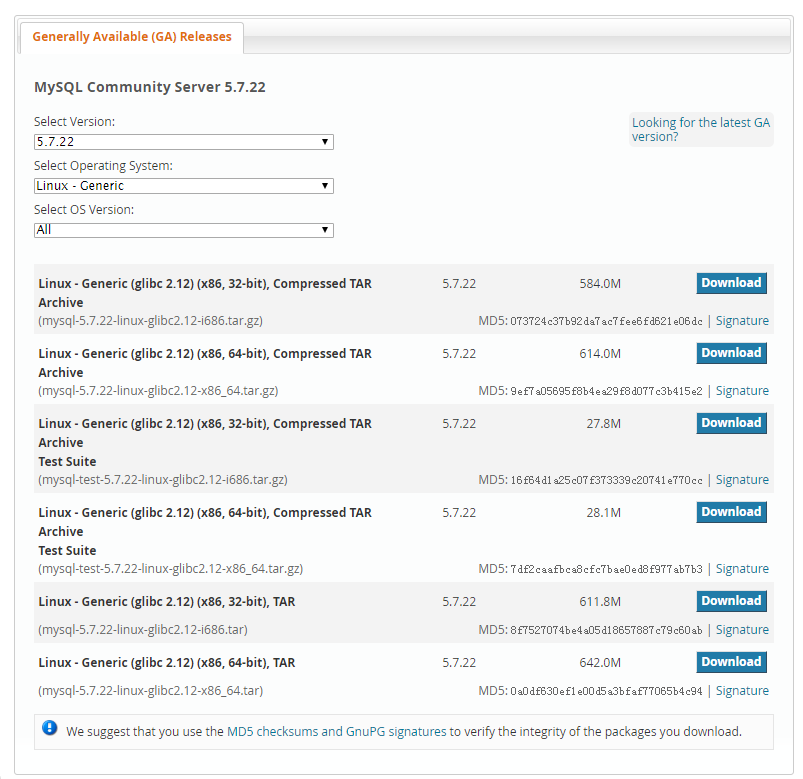 Generally Available (GA) Releases
MySQL Community Server 5.7.22
Select Version:
5.7.22
Looking for the latest GA
version?
Select Operating System:
Linux - Generic
Select OS Version:
All
Linux - Generic (glibc 2.12) (x86, 32-bit), Compressed TAR 5.7.22 584.0M Download
Archive
(mysql-5.7.22-linux-glibc2.12-i686.tar.gz) MD5: 073724c37b92da7ac7fee6fd621e06dc | Signature
Linux - Generic (glibc 2.12) (x86, 64-bit), Compressed TAR 5.7.22 614.0M Download
Archive
(mysql-5.7.22-linux-glibc2.12-x86_64.tar.gz) MD5: 9ef7a05695f8b4ea29f8d077c3b415e2 | Signature
Linux - Generic (glibc 2.12) (x86, 32-bit), Compressed TAR 5.7.22 27.8M Download
Archive
Test Suite
(mysql-test-5.7.22-linux-glibc2.12-i686.tar.gz) MD5: 16f64d1a25c07f373339c20741e770cc | Signature
Linux - Generic (glibc 2.12) (x86, 64-bit), Compressed TAR 5.7.22 28.1M Download
Archive
Test Suite
(mysql-test-5.7.22-linux-glibc2.12-x86_64.tar.gz) MD5: 7df2caafbca8cfc7bae0ed8f977ab7b3 | Signature
Linux - Generic (glibc 2.12) (x86, 32-bit), TAR 5.7.22 611.8M Download
(mysql-5.7.22-linux-glibc2.12-i686.tar) MD5: 8f7527074be4a05d18657887c79c60ab | Signature
Linux - Generic (glibc 2.12) (x86, 64-bit), TAR 5.7.22 642.0M Download
(mysql-5.7.22-linux-glibc2.12-x86_64.tar) MD5: 0a0df630ef1e00d5a3bfaf77065b4c94 | Signature
We suggest that you use the MD5 checksums and GnuPG signatures to verify the integrity of the packages you download.